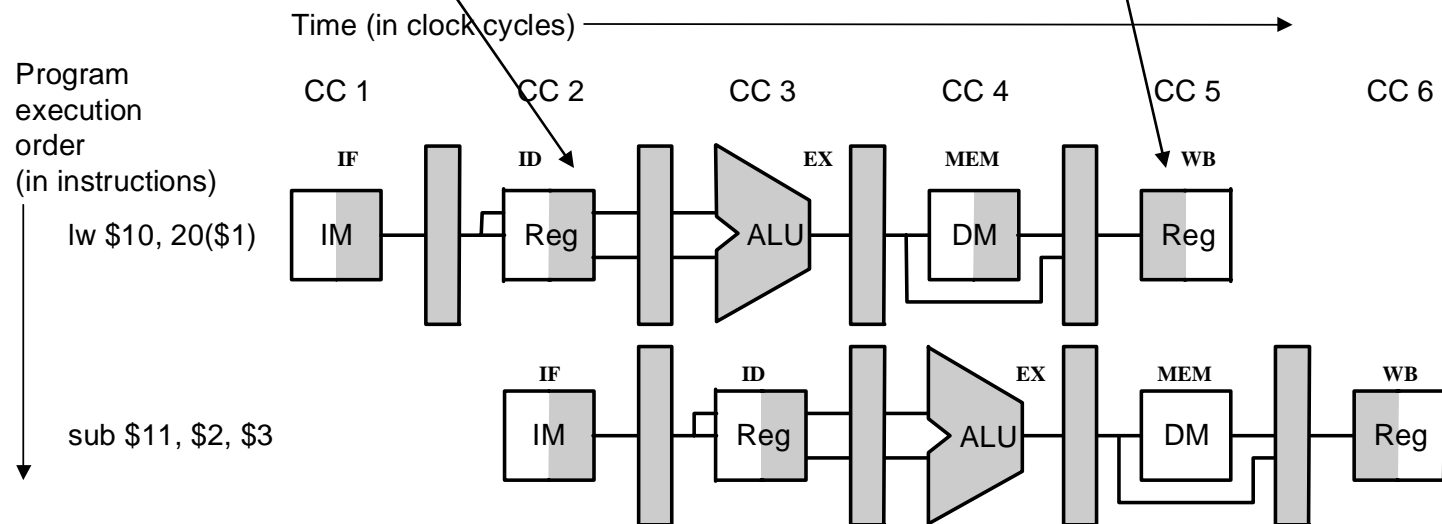 Time (in clock cycles)
Program
execution
order
(in instructions)
CC 1 CC 2 CC 3 CC 4 CC 5 CC 6
IF ID EX MEM WB
lw $10, 20($1) IM Reg ALU DM Reg
IF ID EX MEM WB
sub $11, $2, $3 IM Reg ALU DM Reg